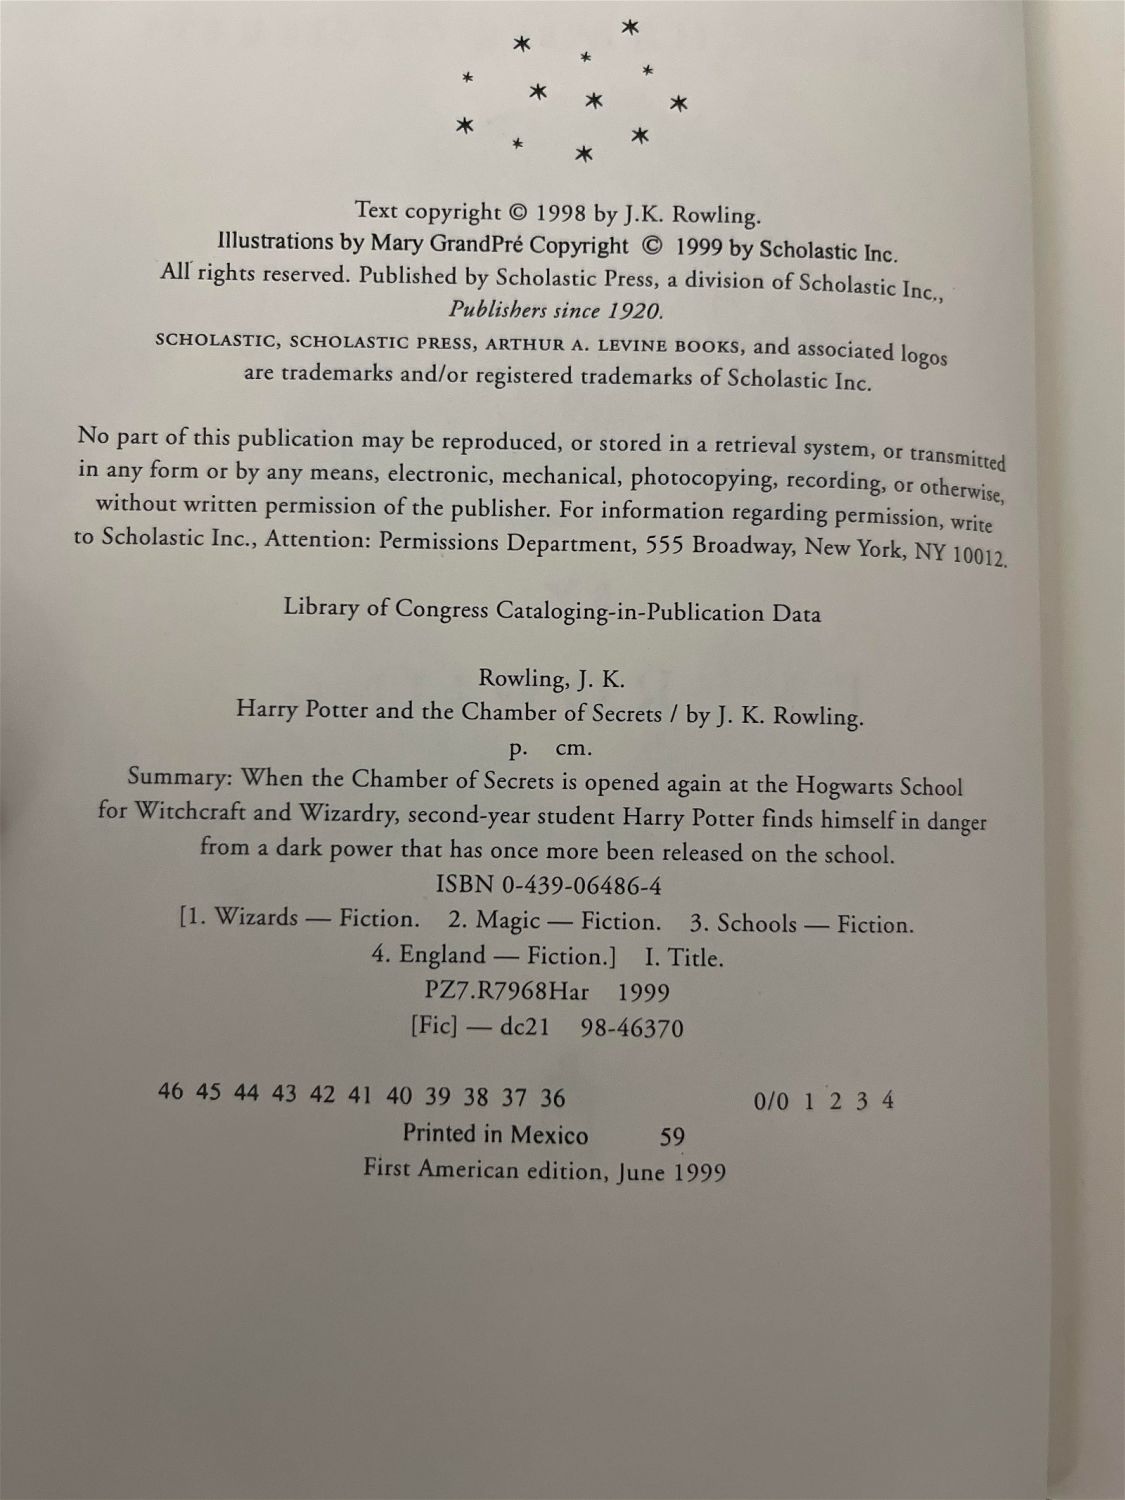 Text copyright © 1998 by J.K. Rowling.
Illustrations by Mary GrandPré Copyright © 1999 by Scholastic Inc.
All rights reserved. Published by Scholastic Press, a division of Scholastic Inc.,
Publishers since 1920.
SCHOLASTIC, SCHOLASTIC PRESS, ARTHUR A. LEVINE BOOKS, and associated logos
are trademarks and/or registered trademarks of Scholastic Inc.
No part of this publication may be reproduced, or stored in a retrieval system, or transmitted
in any form or by any means, electronic, mechanical, photocopying, recording, or otherwise,
without written permission of the publisher. For information regarding permission, write
to Scholastic Inc., Attention: Permissions Department, 555 Broadway, New York, NY 10012.
Library of Congress Cataloging-in-Publication Data
Rowling, J. K.
Harry Potter and the Chamber of Secrets / by J. K. Rowling.
p. cm.
Summary: When the Chamber of Secrets is opened again at the Hogwarts School
for Witchcraft and Wizardry, second-year student Harry Potter finds himself in danger
from a dark power that has once more been released on the school.
ISBN 0-439-06486-4
[1. Wizards — Fiction. 2. Magic — Fiction. 3. Schools — Fiction.
4. England — Fiction.] I. Title.
PZ7.R7968Har 1999
[Fic] — dc21 98-46370
46 45 44 43 42 41 40 39 38 37 36 0/0 1 2 3 4
Printed in Mexico 59
First American edition, June 1999